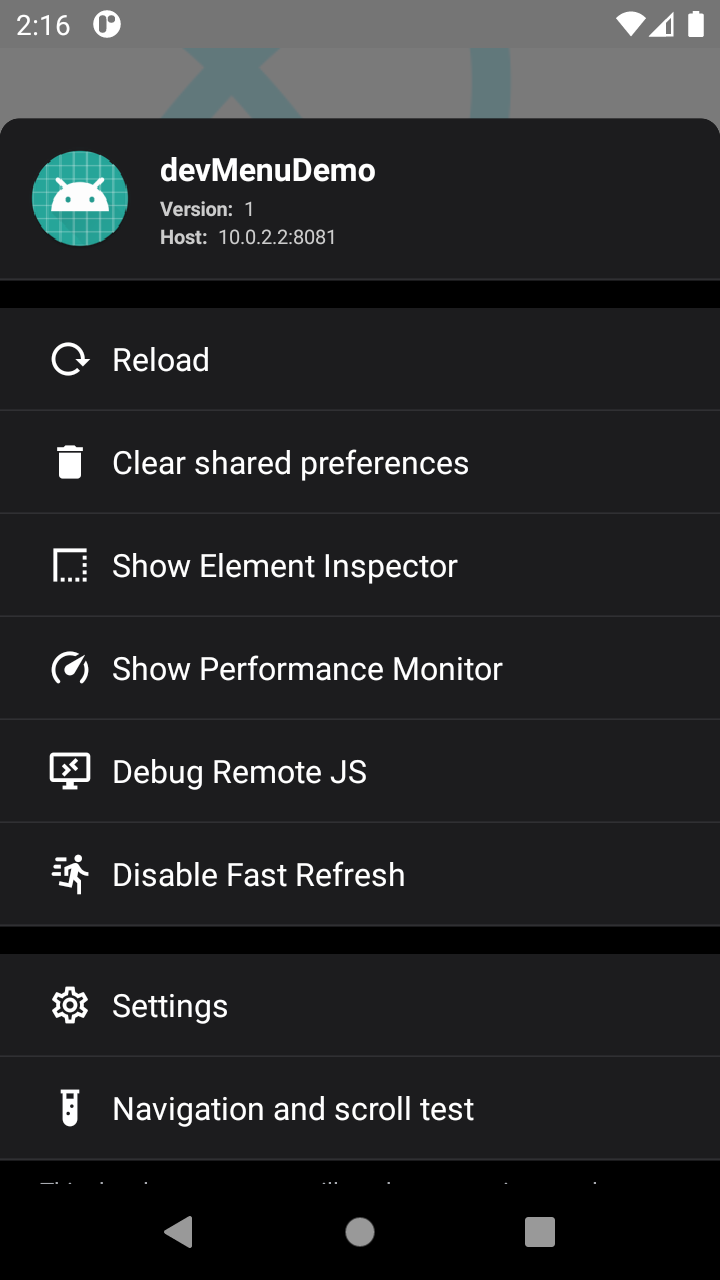 2:16
devMenuDemo
Version: 1
Host: 10.0.2.2:8081
Reload
Clear shared preferences
Show Element Inspector
Show Performance Monitor
Debug Remote JS
Disable Fast Refresh
Settings
Navigation and scroll test